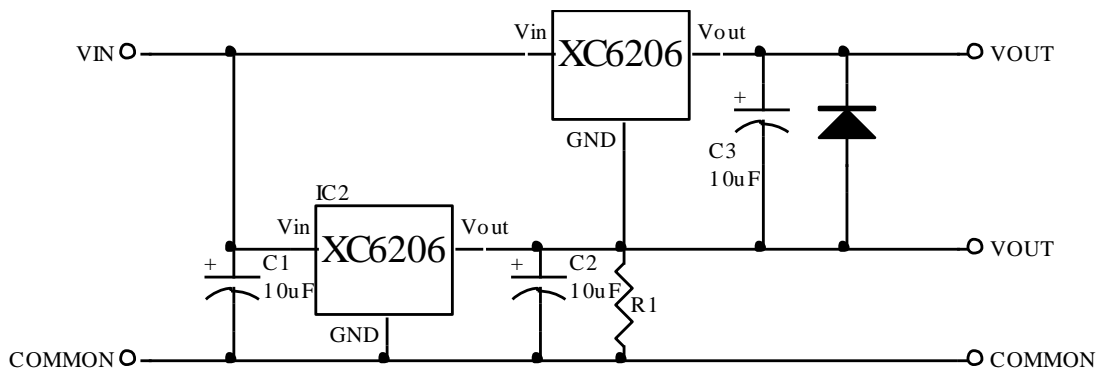 Vin
Vout
VIN
XC6206
VOUT
+
GND
C3
10uF
IC2
Vin
Vout
XC6206
VOUT
+
C1
10uF
+
C2
10uF
R1
GND
COMMON
COMMON